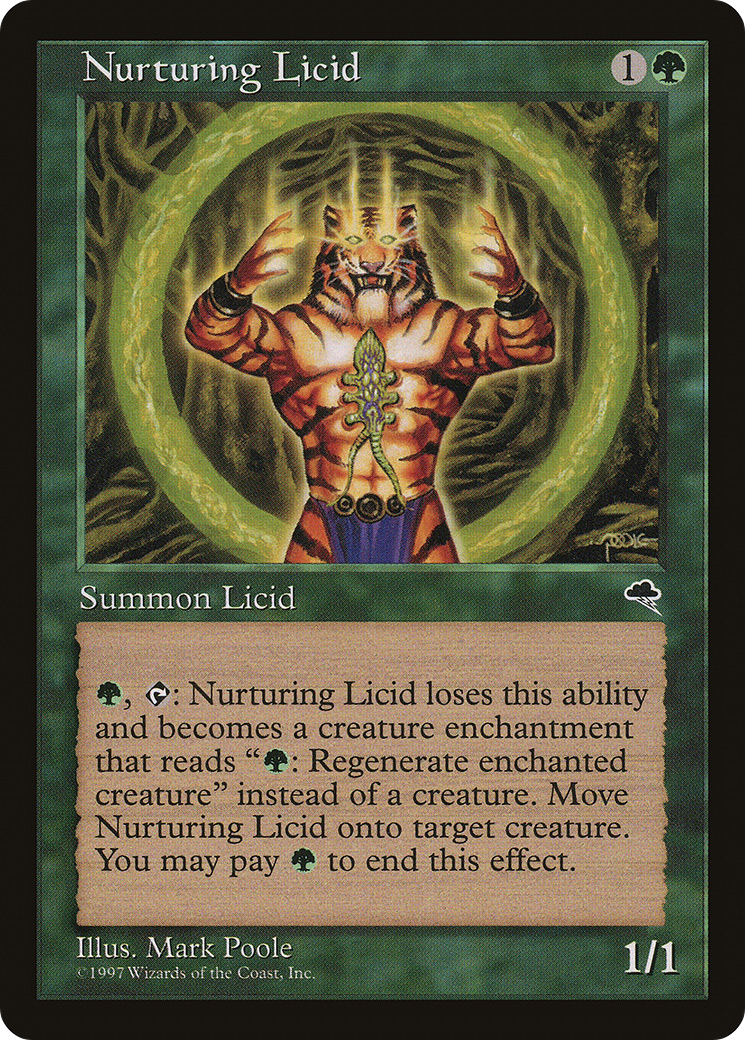 Nurturing Licid 1
Summon Licid
, : Nurturing Licid loses this ability
and becomes a creature enchantment
that reads “ : Regenerate enchanted
creature” instead of a creature. Move
Nurturing Licid onto target creature.
You may pay to end this effect.
Illus. Mark Poole
©1997 Wizards of the Coast, Inc.
1/1